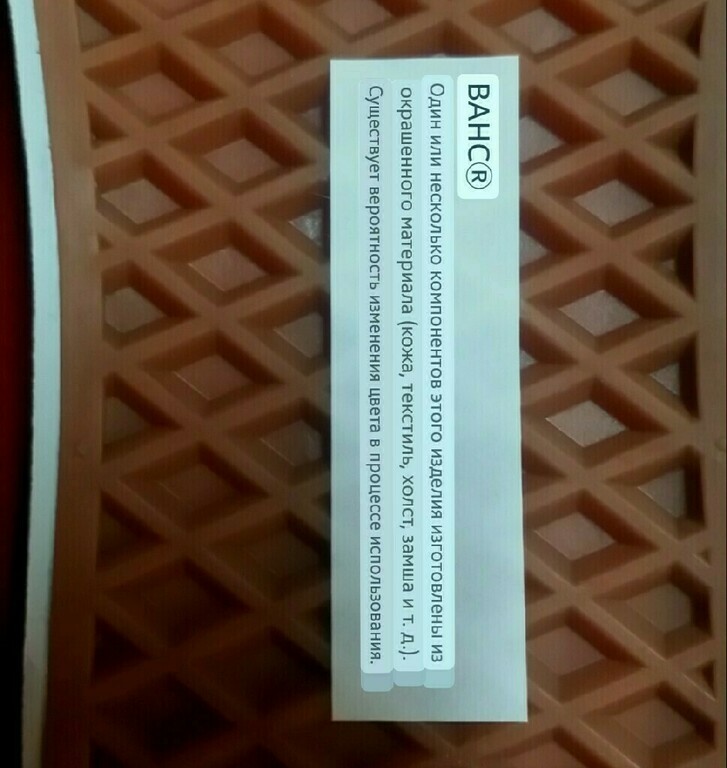 ВАНС®
Один или несколько компонентов этого изделия изготовлены из
окрашенного материала (кожа, текстиль, холст, замша и т. д.).
Существует вероятность изменения цвета в процессе использования.